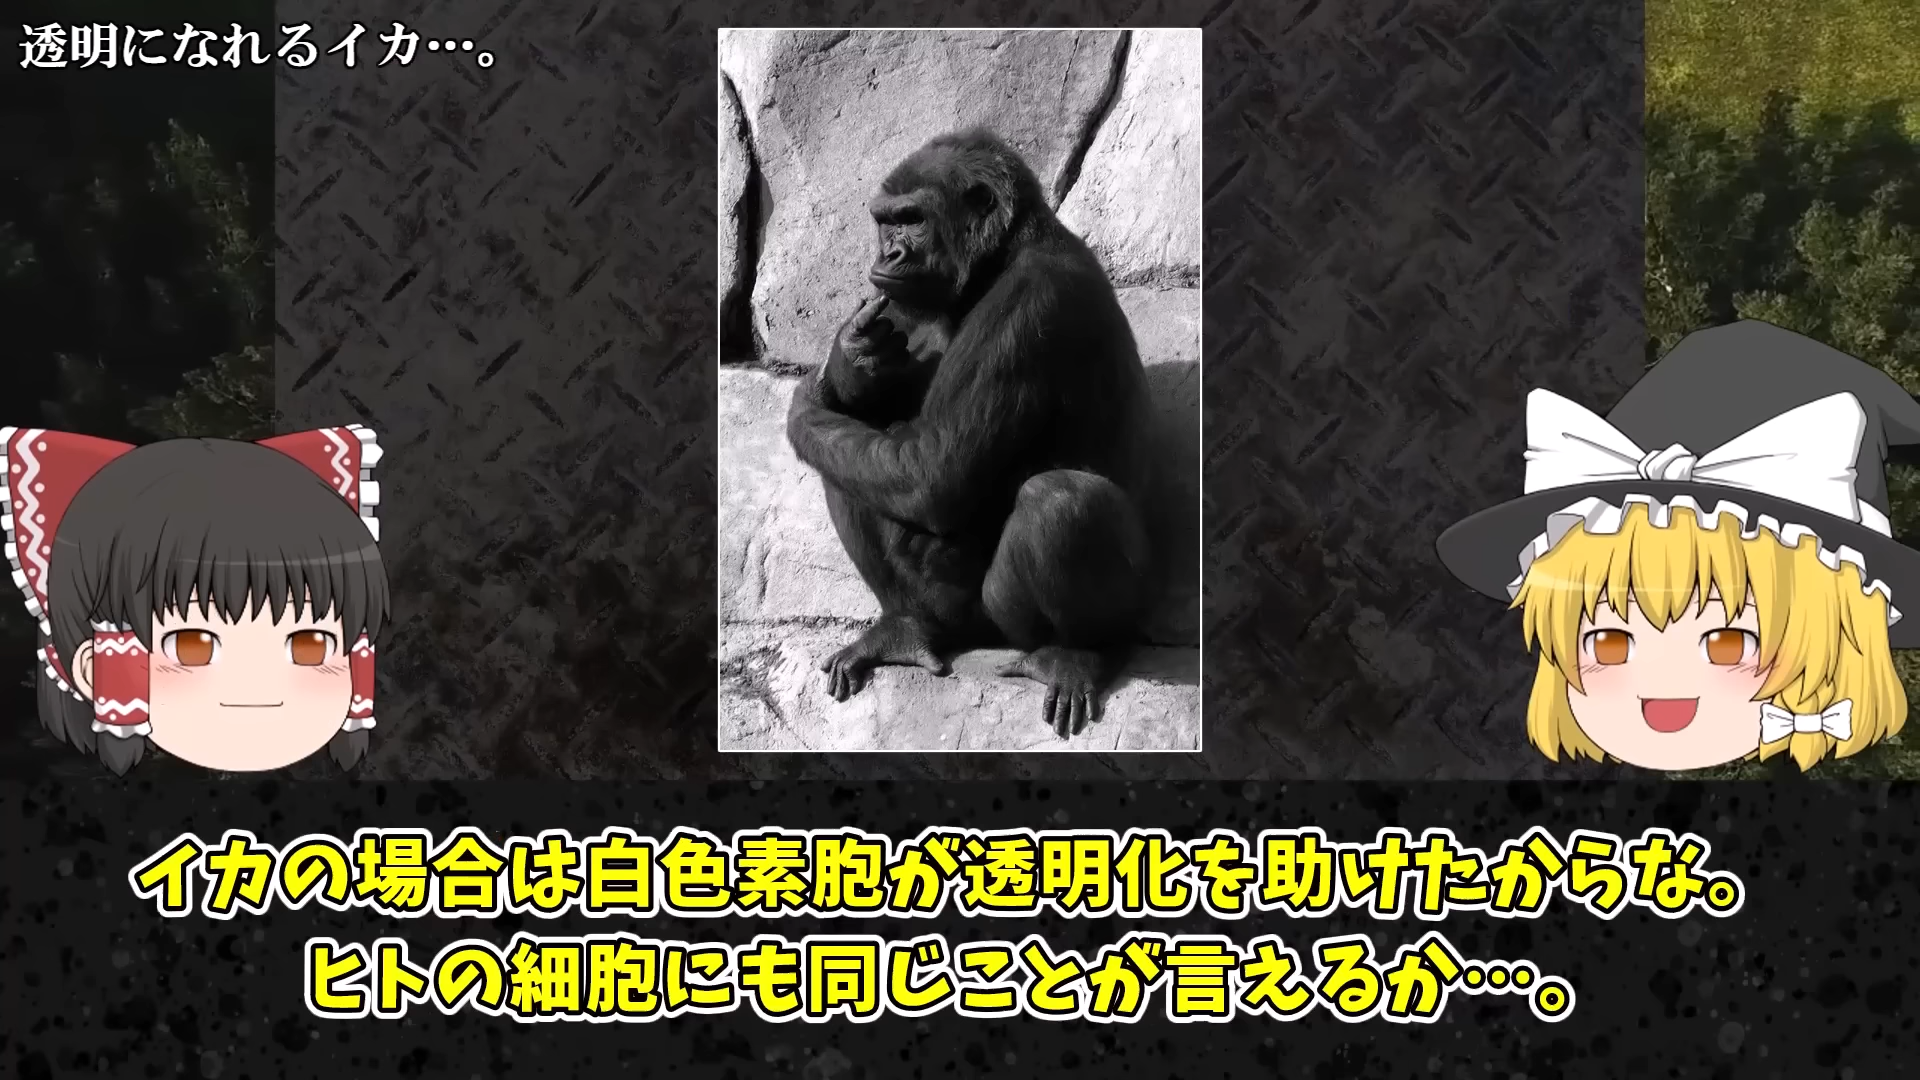 透明になれるイカ…。
イカの場合は白色素胞が透明化を助けたからな。
ヒトの細胞にも同じことが言えるか…。